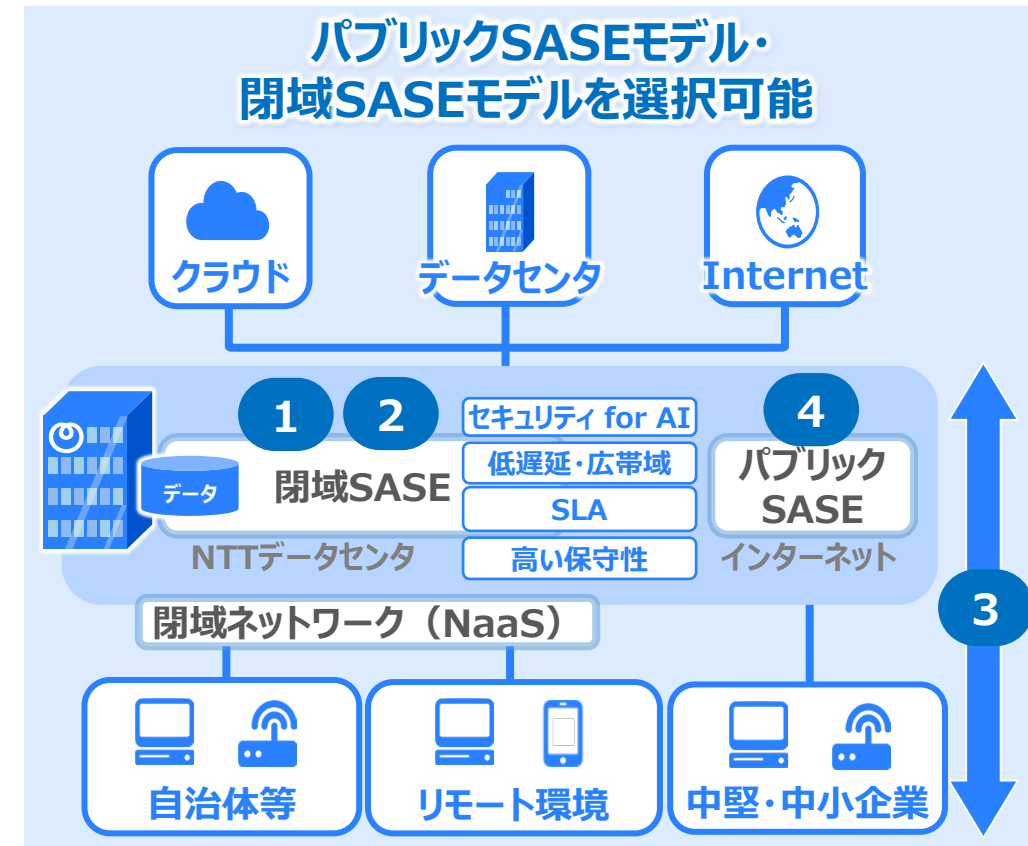 パブリックSASEモデル・
閉域SASEモデルを選択可能
クラウド
データセンタ
Internet
1
2
4
セキュリティ for AI
低遅延・広帯域
SLA
高い保守性
データ
閉域SASE
NTTデータセンタ
パブリック
SASE
インターネット
3
閉域ネットワーク（NaaS）
自治体等
リモート環境
中堅・中小企業